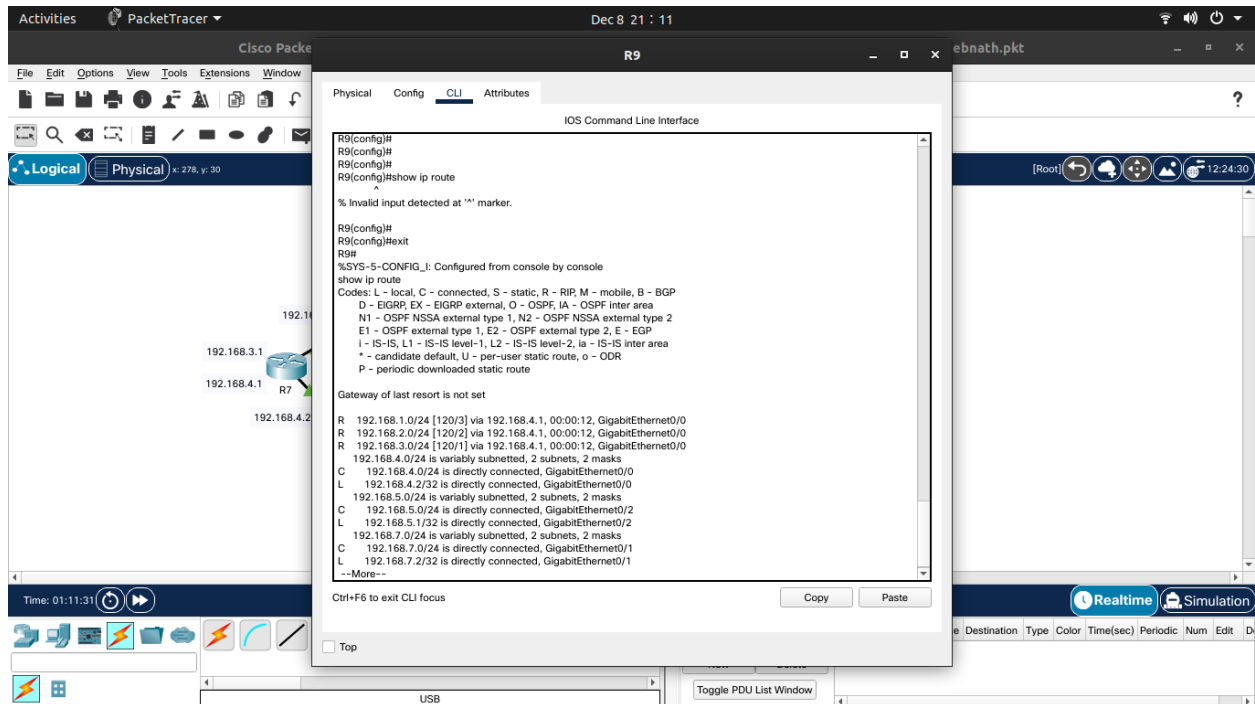 Activities PacketTracer Dec 8 21 : 11
Cisco Packe
ebnath.pkt
R9
File Edit Options View Tools Extensions Window
?
Physical Config CLI Attributes
IOS Command Line Interface
Logical Physical x: 278, y: 30
[Root] 12:24:30
R9(config)#
R9(config)#
R9(config)#
R9(config)#show ip route
^
% Invalid input detected at '^' marker.
R9(config)#
R9(config)#exit
R9#
%SYS-5-CONFIG_I: Configured from console by console
show ip route
Codes: L - local, C - connected, S - static, R - RIP, M - mobile, B - BGP
D - EIGRP, EX - EIGRP external, O - OSPF, IA - OSPF inter area
N1 - OSPF NSSA external type 1, N2 - OSPF NSSA external type 2
E1 - OSPF external type 1, E2 - OSPF external type 2, E - EGP
i - IS-IS, L1 - IS-IS level-1, L2 - IS-IS level-2, ia - IS-IS inter area
* - candidate default, U - per-user static route, o - ODR
P - periodic downloaded static route
Gateway of last resort is not set
R 192.168.1.0/24 [120/3] via 192.168.4.1, 00:00:12, GigabitEthernet0/0
R 192.168.2.0/24 [120/2] via 192.168.4.1, 00:00:12, GigabitEthernet0/0
R 192.168.3.0/24 [120/1] via 192.168.4.1, 00:00:12, GigabitEthernet0/0
192.168.4.0/24 is variably subnetted, 2 subnets, 2 masks
C 192.168.4.0/24 is directly connected, GigabitEthernet0/0
L 192.168.4.2/32 is directly connected, GigabitEthernet0/0
192.168.5.0/24 is variably subnetted, 2 subnets, 2 masks
C 192.168.5.0/24 is directly connected, GigabitEthernet0/2
L 192.168.5.1/32 is directly connected, GigabitEthernet0/2
192.168.7.0/24 is variably subnetted, 2 subnets, 2 masks
C 192.168.7.0/24 is directly connected, GigabitEthernet0/1
L 192.168.7.2/32 is directly connected, GigabitEthernet0/1
--More--
192.16
192.168.3.1
192.168.4.1
R7
192.168.4.2
Ctrl+F6 to exit CLI focus
Copy Paste
Top
Time: 01:11:31
Realtime Simulation
e Destination Type Color Time(sec) Periodic Num Edit D
Toggle PDU List Window
USB